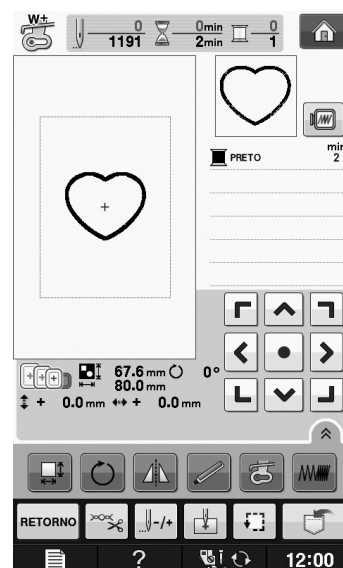 W+
0 0min 0
1191 2min 1
min
PRETO 2
67.6 mm 0°
80.0 mm
+ 0.0 mm + 0.0 mm
RETORNO -/+
? i 12:00